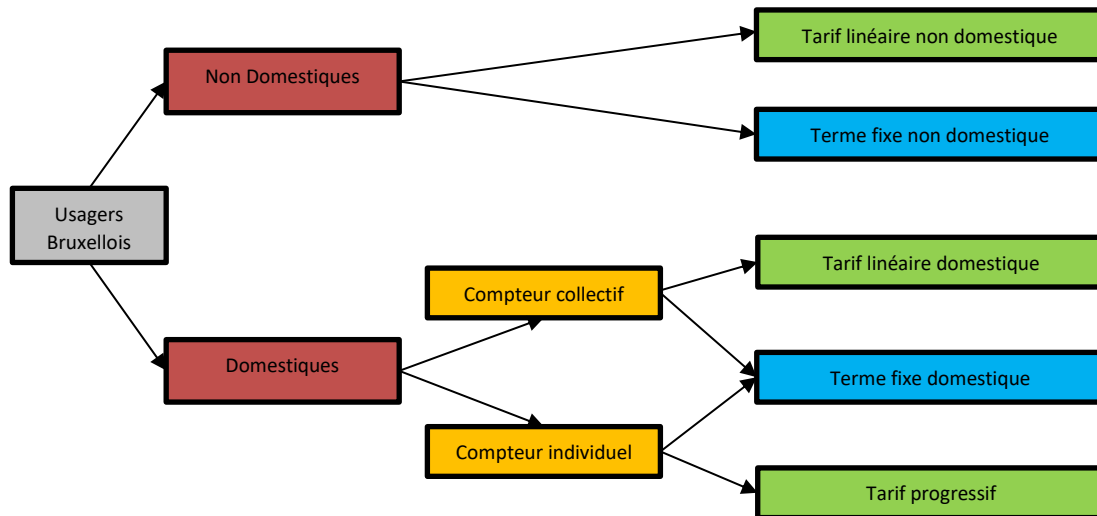 Tarif linéaire non domestique
Non Domestiques
Terme fixe non domestique
Usagers
Bruxellois
Tarif linéaire domestique
Compteur collectif
Domestiques
Terme fixe domestique
Compteur individuel
Tarif progressif